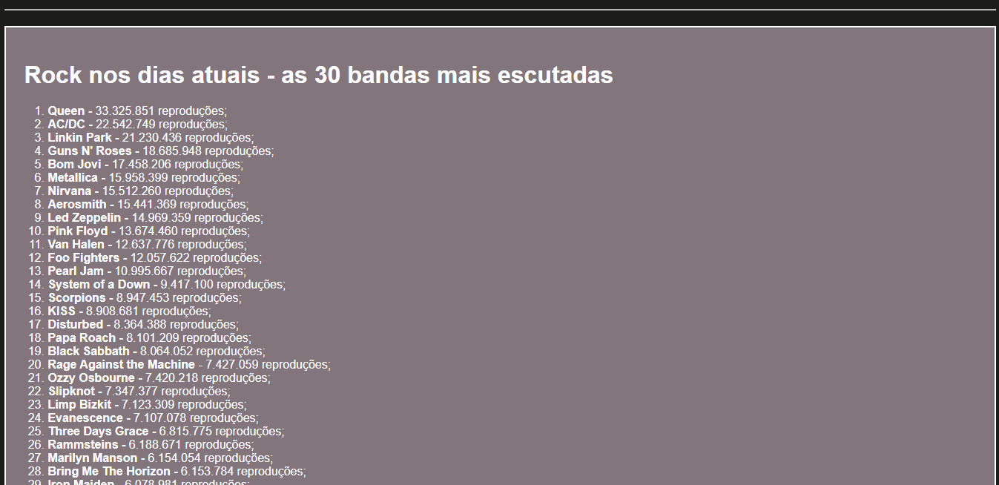 Rock nos dias atuais - as 30 bandas mais escutadas
1. Queen - 33.325.851 reproduções;
2. AC/DC - 22.542.749 reproduções;
3. Linkin Park - 21.230.436 reproduções;
4. Guns N' Roses - 18.685.948 reproduções;
5. Bom Jovi - 17.458.206 reproduções;
6. Metallica - 15.958.399 reproduções;
7. Nirvana - 15.512.260 reproduções;
8. Aerosmith - 15.441.369 reproduções;
9. Led Zeppelin - 14.969.359 reproduções;
10. Pink Floyd - 13.674.460 reproduções;
11. Van Halen - 12.637.776 reproduções;
12. Foo Fighters - 12.057.622 reproduções;
13. Pearl Jam - 10.995.667 reproduções;
14. System of a Down - 9.417.100 reproduções;
15. Scorpions - 8.947.453 reproduções;
16. KISS - 8.908.681 reproduções;
17. Disturbed - 8.364.388 reproduções;
18. Papa Roach - 8.101.209 reproduções;
19. Black Sabbath - 8.064.052 reproduções;
20. Rage Against the Machine - 7.427.059 reproduções;
21. Ozzy Osbourne - 7.420.218 reproduções;
22. Slipknot - 7.347.377 reproduções;
23. Limp Bizkit - 7.123.309 reproduções;
24. Evanescence - 7.107.078 reproduções;
25. Three Days Grace - 6.815.775 reproduções;
26. Rammsteins - 6.188.671 reproduções;
27. Marilyn Manson - 6.154.054 reproduções;
28. Bring Me The Horizon - 6.153.784 reproduções;
29. Iron Maiden - 6.078.981 reproduções;